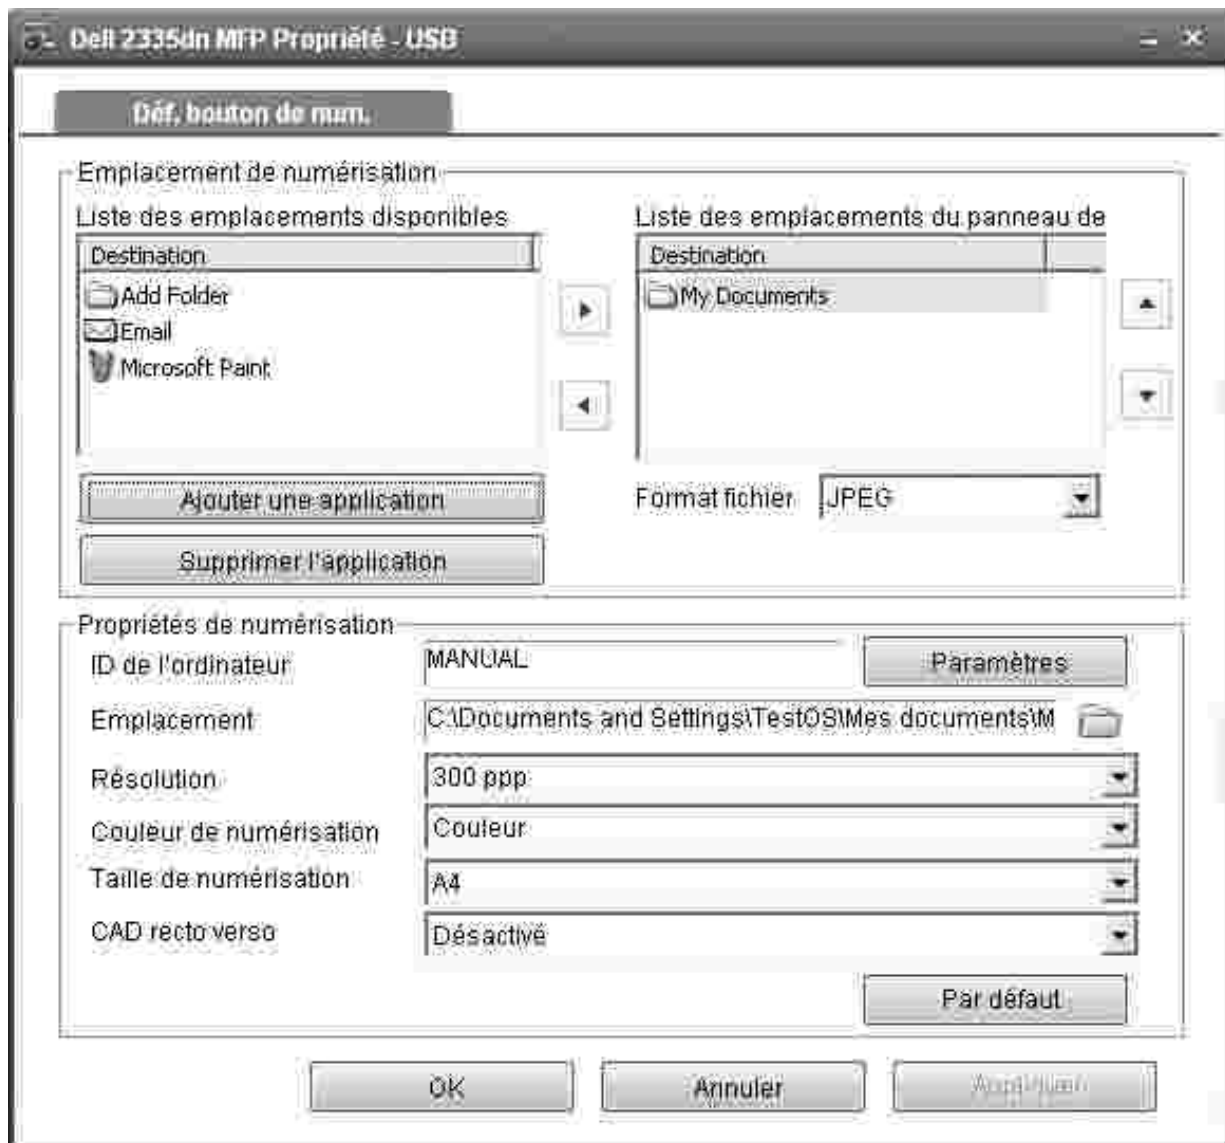 Dell 2335dn MFP Propriété - USB
Déf. bouton de num.
Emplacement de numérisation
Liste des emplacements disponibles
Destination
Add Folder
Email
Microsoft Paint
Ajouter une application
Supprimer l'application
Liste des emplacements du panneau de
Destination
My Documents
Format fichier JPEG
Propriétés de numérisation
ID de l'ordinateur MANUAL Paramètres
Emplacement C:\Documents and Settings\TestOS\Mes documents\M
Résolution 300 ppp
Couleur de numérisation Couleur
Taille de numérisation A4
CAD recto verso Désactivé
Par défaut
OK Annuler Appliquer